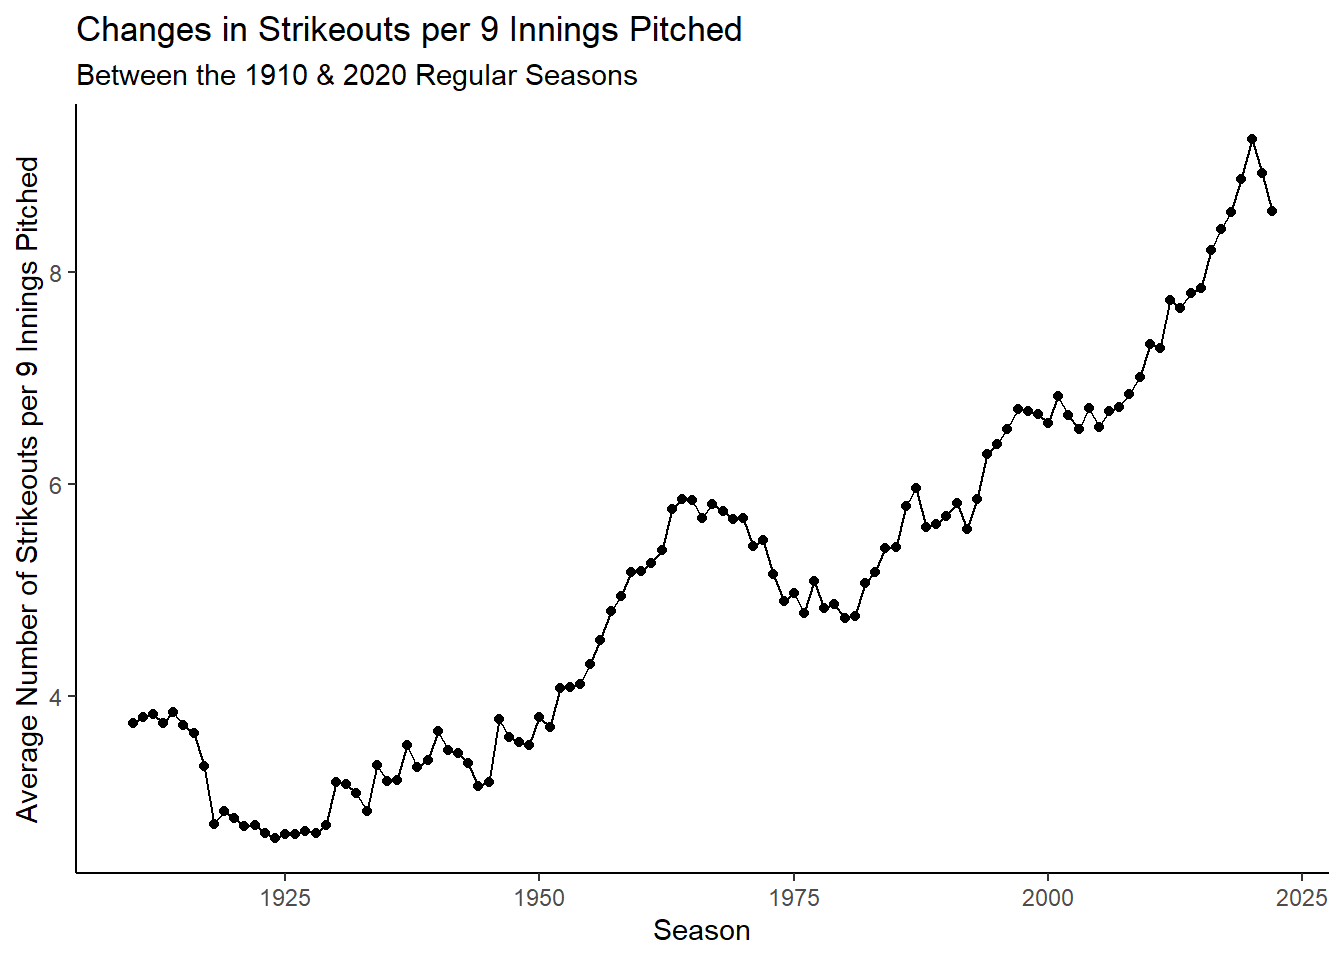 Changes in Strikeouts per 9 Innings Pitched
Between the 1910 & 2020 Regular Seasons
Average Number of Strikeouts per 9 Innings Pitched
8
6
4
1925 1950 1975 2000 2025
Season